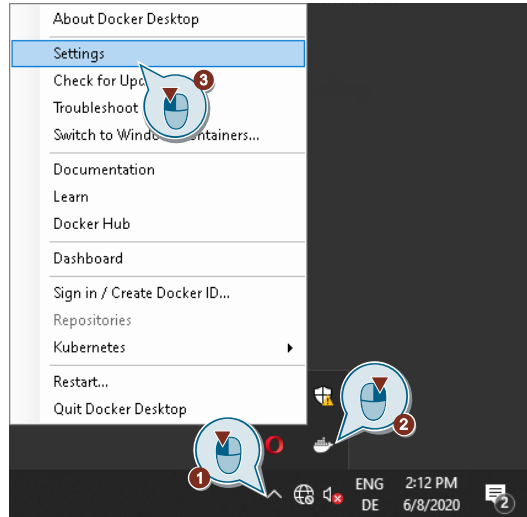 About Docker Desktop
Settings
Check for Upd
3
Troubleshoot
Switch to Windo ntainers...
Documentation
Learn
Docker Hub
Dashboard
Sign in / Create Docker ID...
Repositories
Kubernetes
Restart...
Quit Docker Desktop
2
1
ENG 2:12 PM
DE 6/8/2020
2